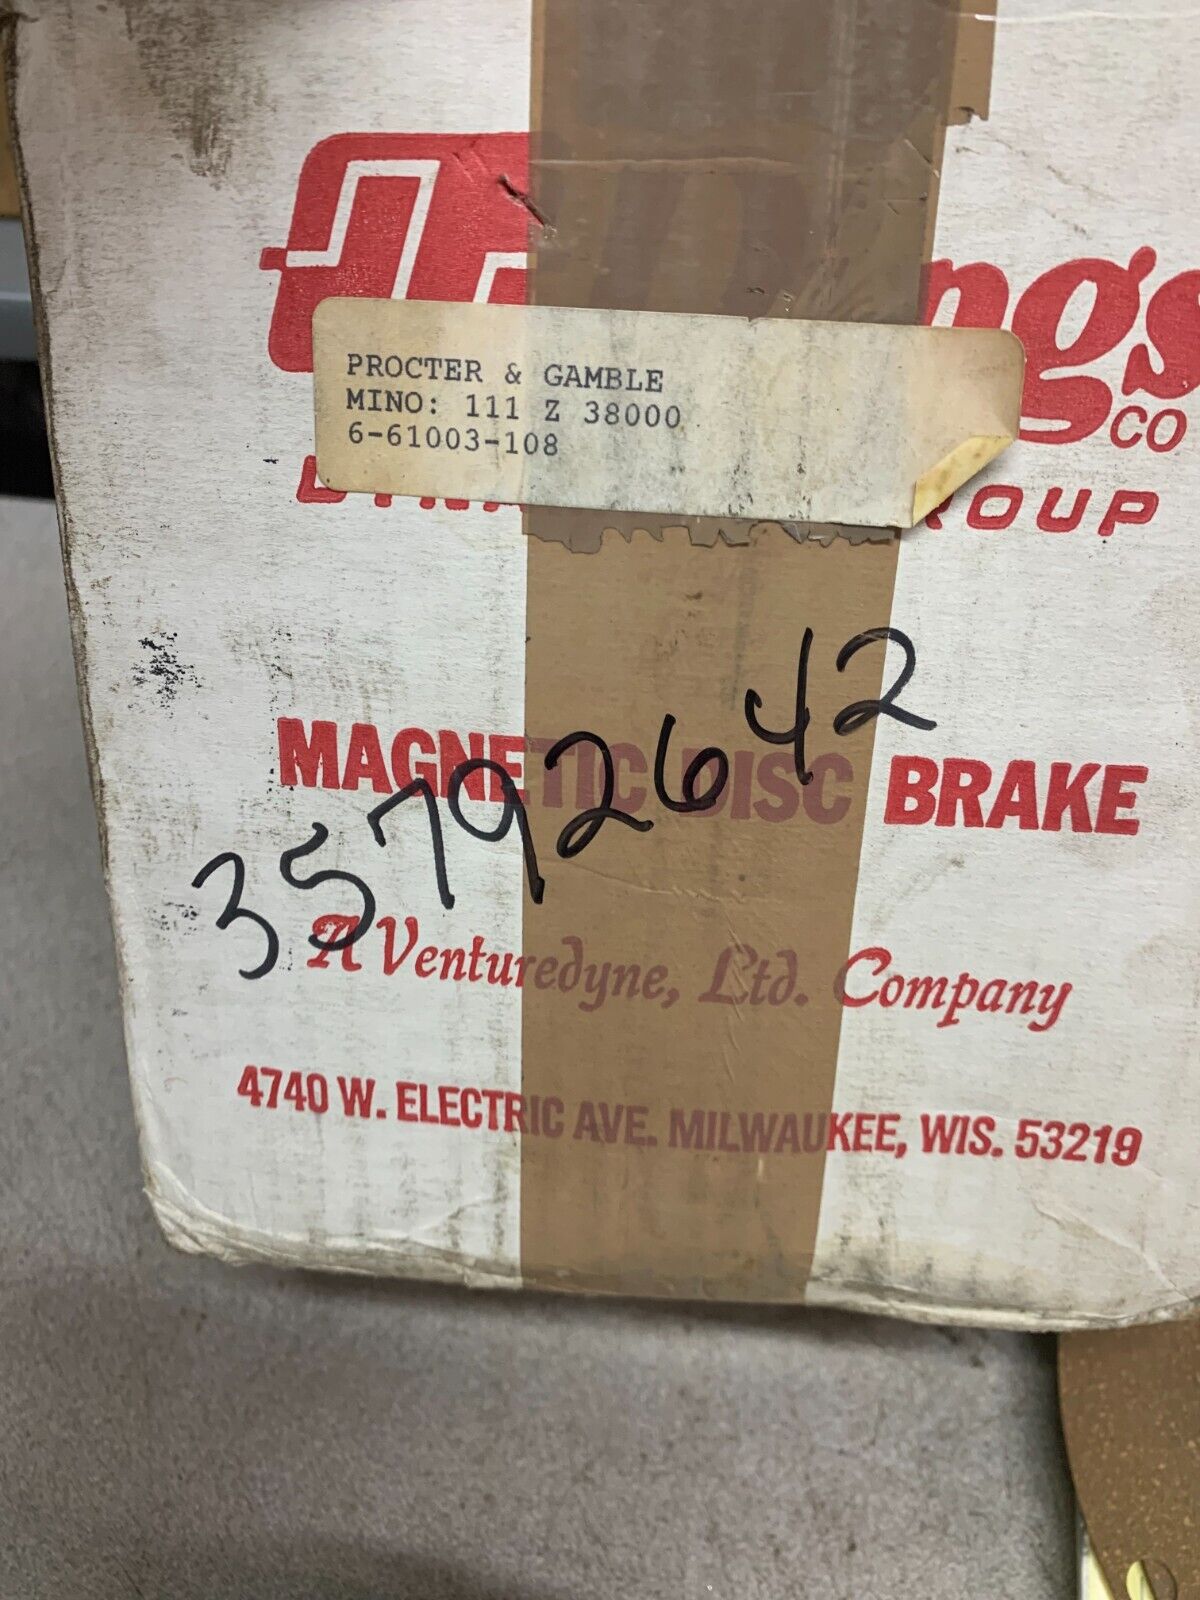 CO
PROCTER & GAMBLE
MINO: 111 Z 38000
6-61003-108
MAGNETIC DISC BRAKE
35792642
A Venturedyne, Ltd. Company
4740 W. ELECTRIC AVE. MILWAUKEE, WIS. 53219